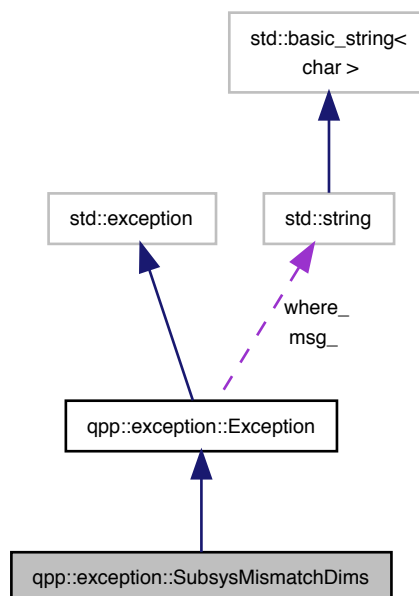 std::basic_string<
char >
std::exception
std::string
where_
msg_
qpp::exception::Exception
qpp::exception::SubsysMismatchDims